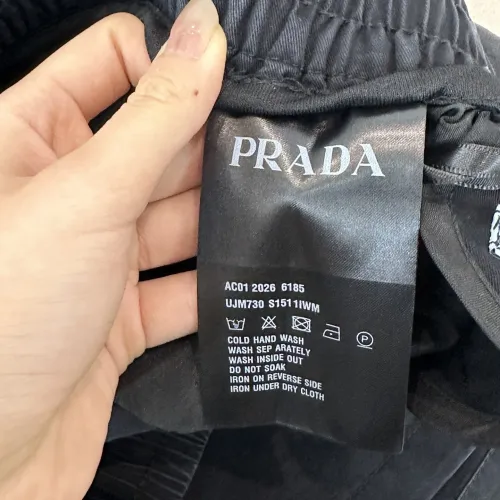 PRADA
AC01 2026 6185
UJM730 S1511IWM
COLD HAND WASH
WASH SEP ARATELY
WASH INSIDE OUT
DO NOT SOAK
IRON ON REVERSE SIDE
IRON UNDER DRY CLOTH